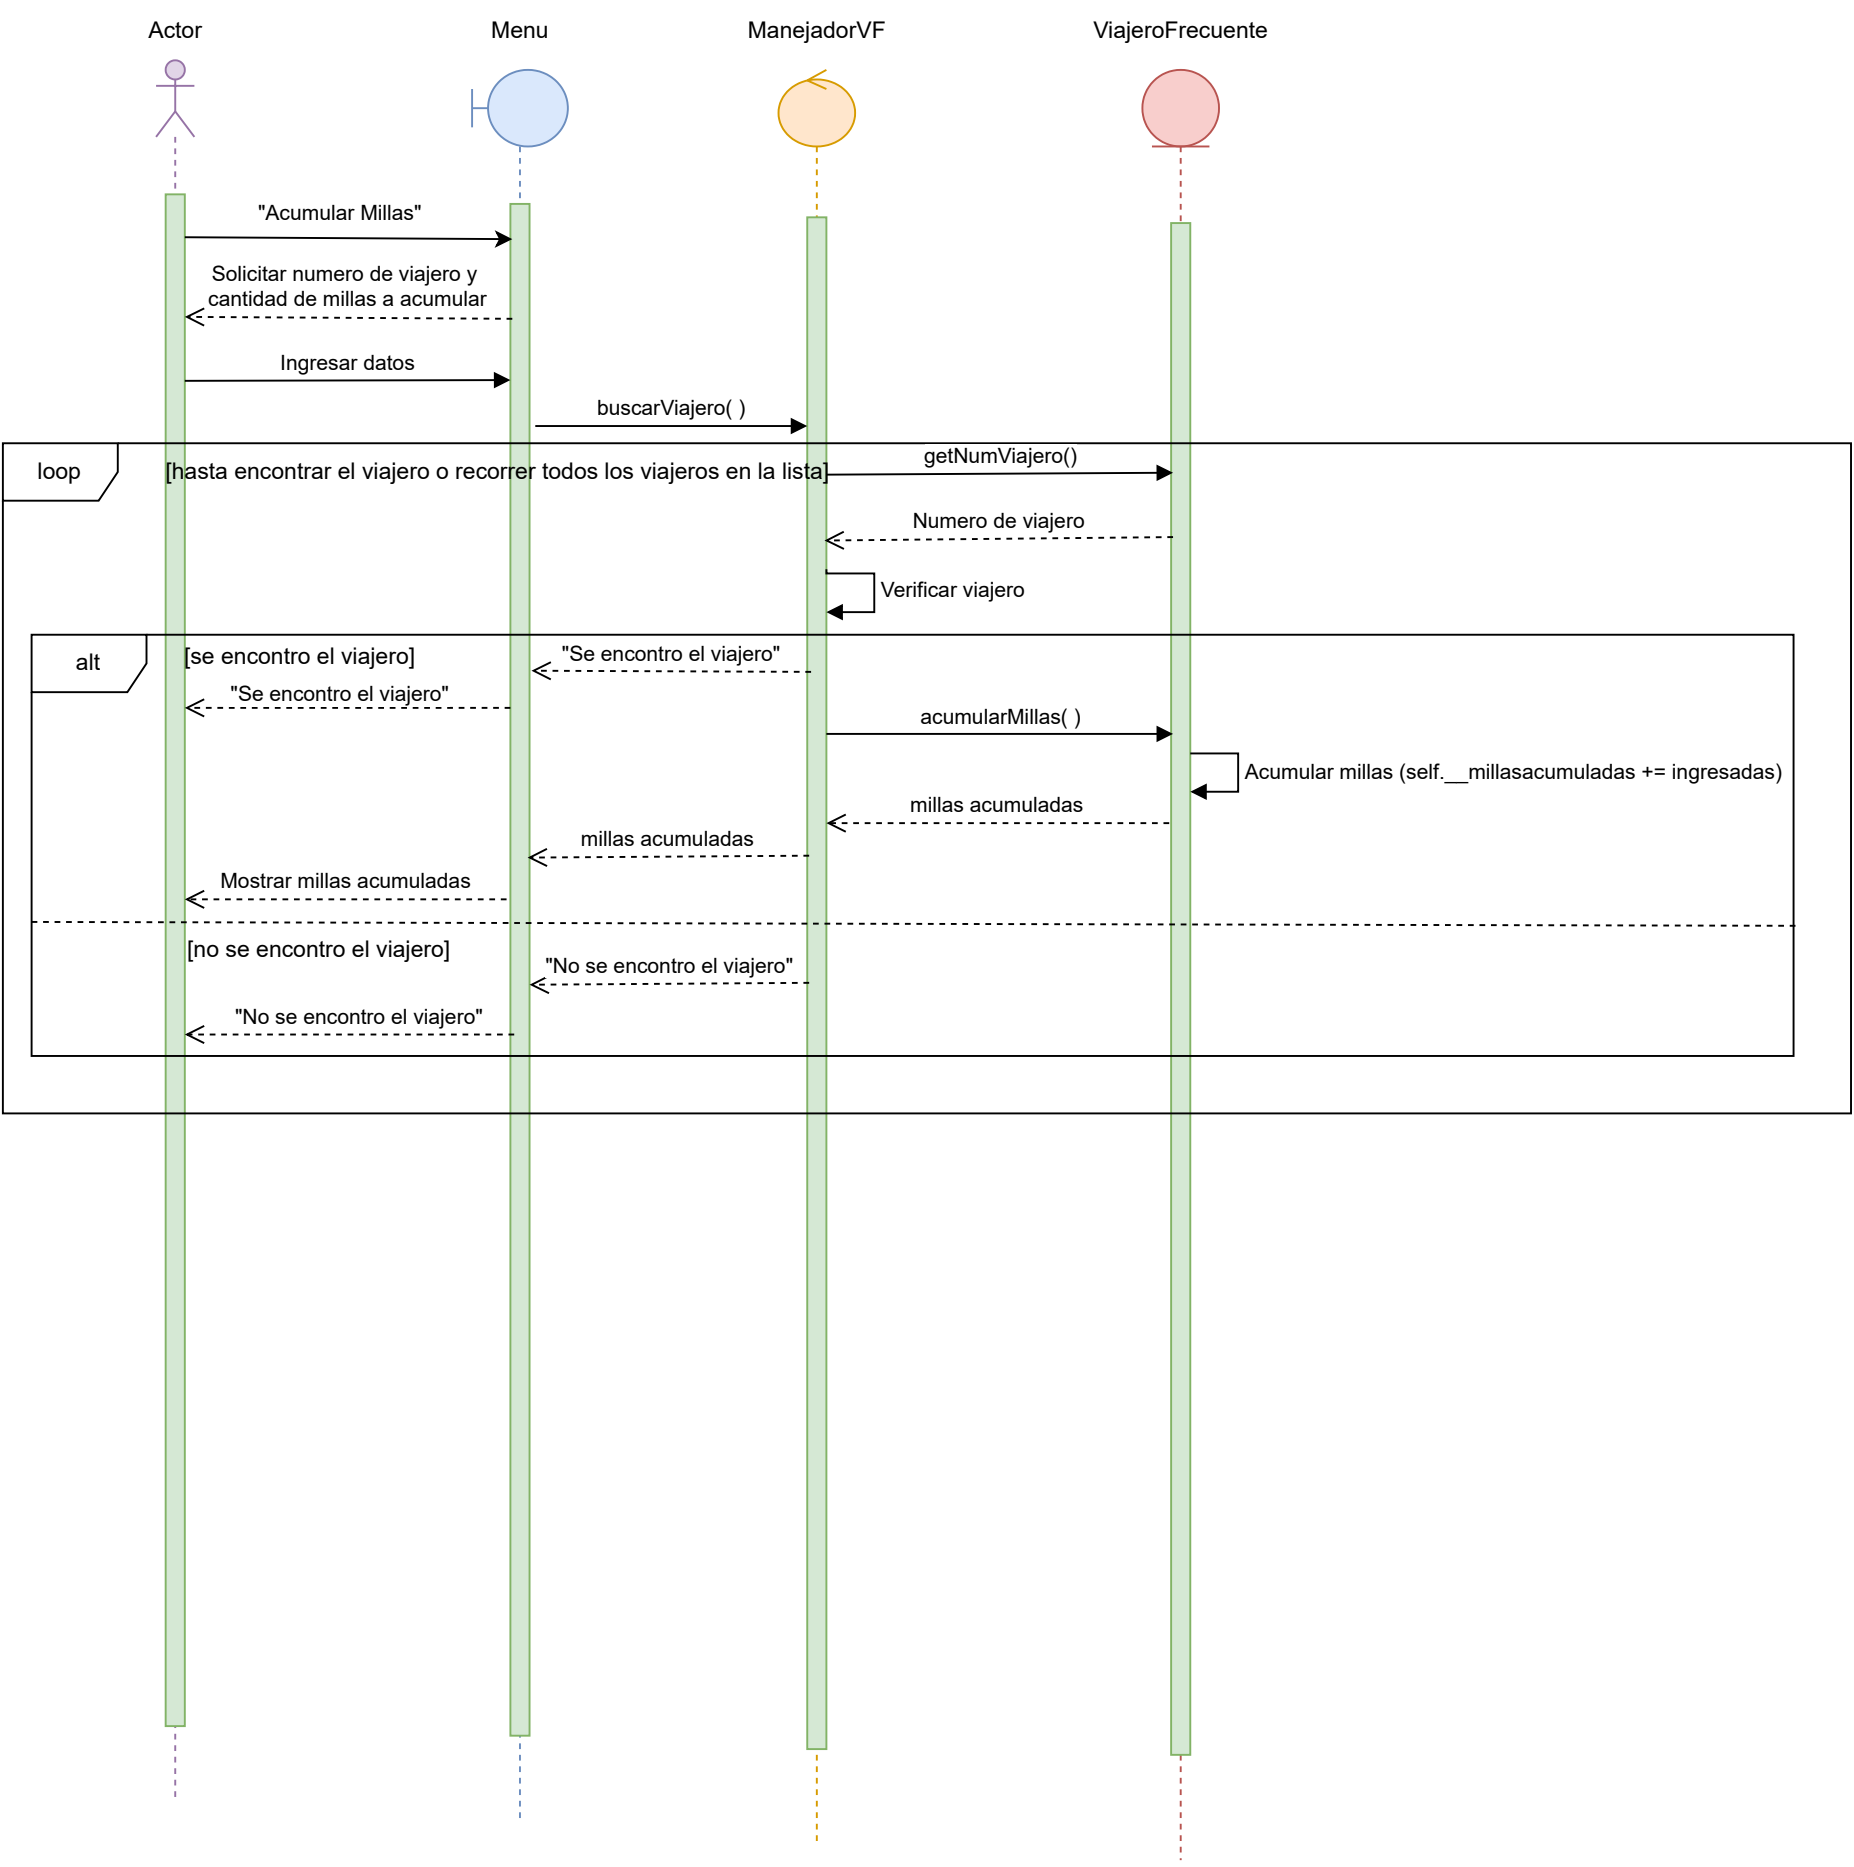 Actor
Menu
ManejadorVF
ViajeroFrecuente
"Acumular Millas"
Solicitar numero de viajero y
cantidad de millas a acumular
Ingresar datos
buscarViajero( )
loop
[hasta encontrar el viajero o recorrer todos los viajeros en la lista]
getNumViajero()
Numero de viajero
Verificar viajero
alt
[se encontro el viajero]
"Se encontro el viajero"
"Se encontro el viajero"
acumularMillas( )
Acumular millas (self.__millasacumuladas += ingresadas)
millas acumuladas
millas acumuladas
Mostrar millas acumuladas
[no se encontro el viajero]
"No se encontro el viajero"
"No se encontro el viajero"